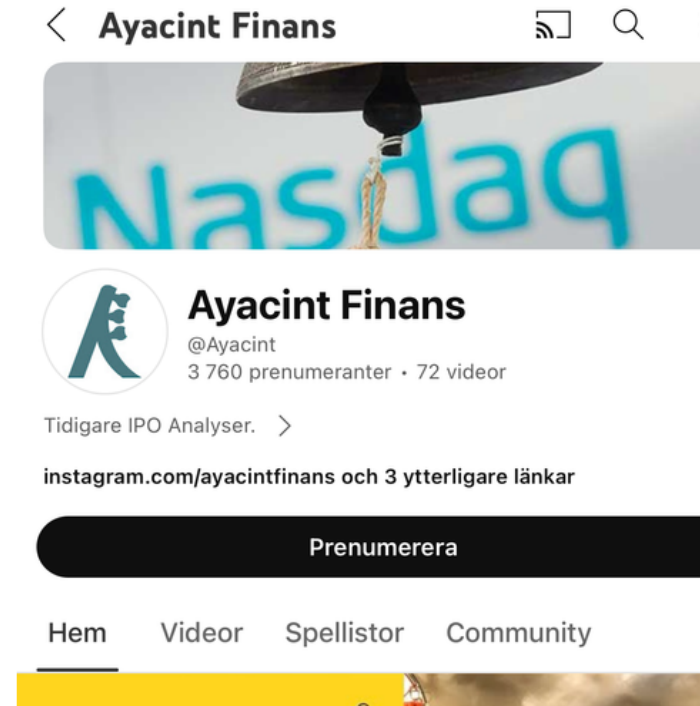 Ayacint Finans
Nasdaq
Ayacint Finans
@Ayacint
3 760 prenumeranter • 72 videor
Tidigare IPO Analyser.
instagram.com/ayacintfinans och 3 ytterligare länkar
Prenumerera
Hem Videor Spellistor Community